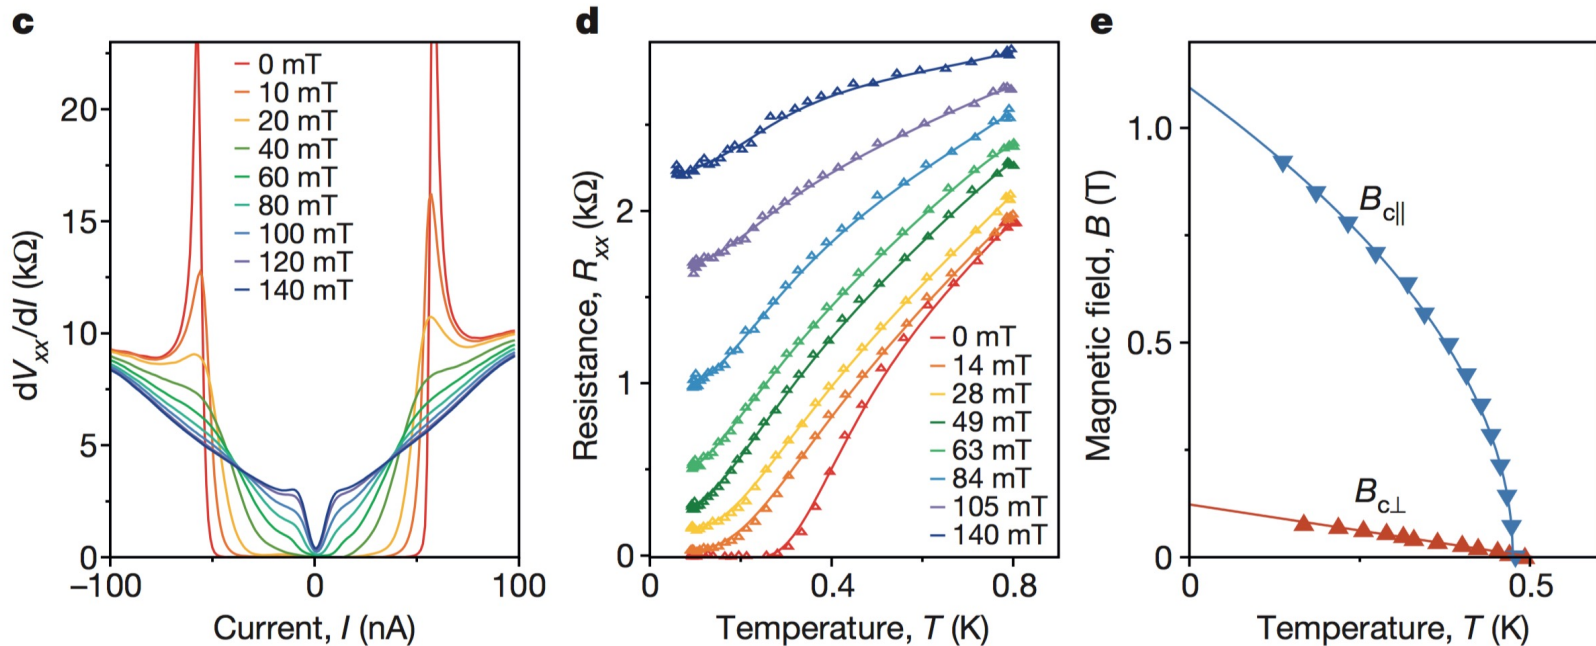 c
dV_xx/dI (kΩ)
20
15
10
5
0
0 mT
10 mT
20 mT
40 mT
60 mT
80 mT
100 mT
120 mT
140 mT
−100
0
100
Current, I (nA)
d
Resistance, R_xx (kΩ)
2
1
0
0 mT
14 mT
28 mT
49 mT
63 mT
84 mT
105 mT
140 mT
0
0.4
0.8
Temperature, T (K)
e
Magnetic field, B (T)
1.0
0.5
0
B_c||
B_c⊥
0
0.5
Temperature, T (K)